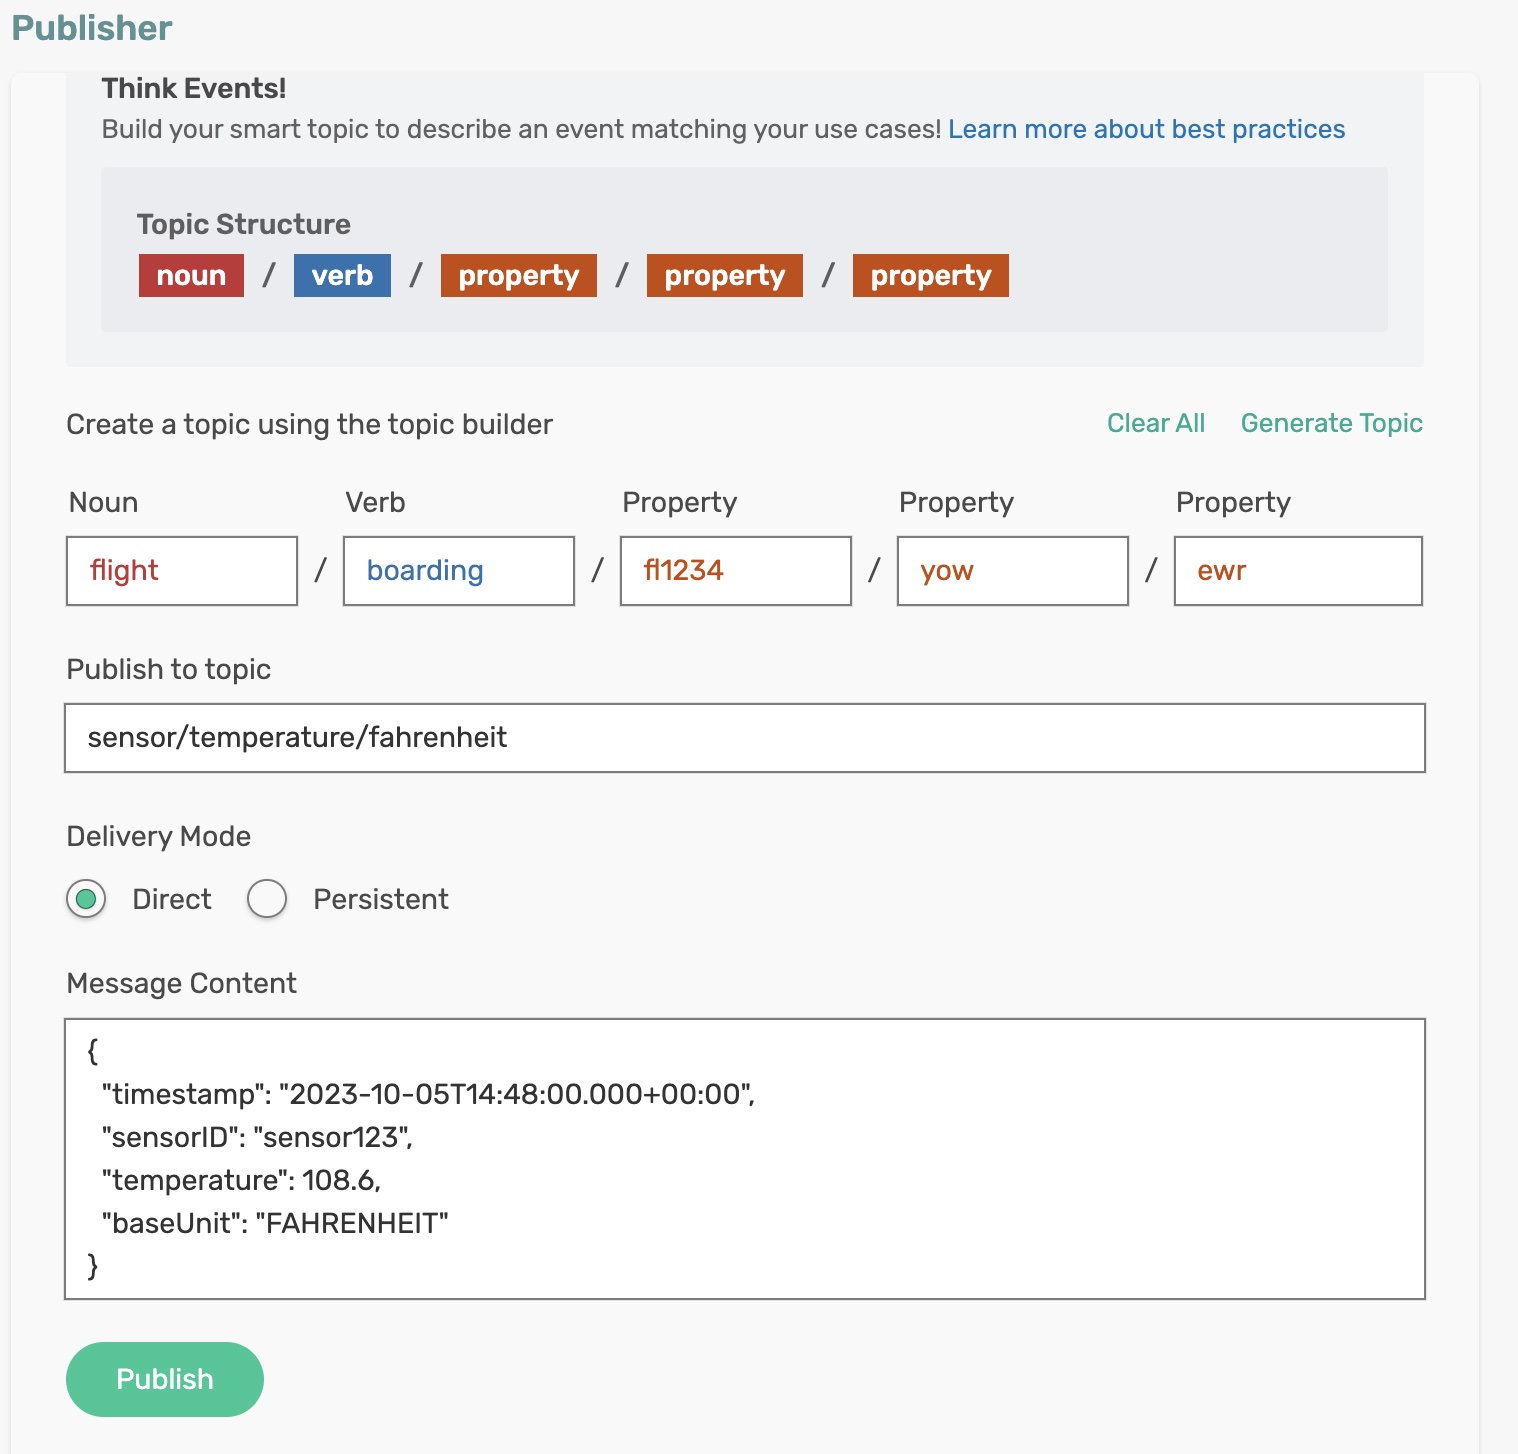 Publisher
Think Events!
Build your smart topic to describe an event matching your use cases! Learn more about best practices
Topic Structure
noun / verb / property / property / property
Create a topic using the topic builder Clear All Generate Topic
Noun Verb Property Property Property
flight / boarding / fl1234 / yow / ewr
Publish to topic
sensor/temperature/fahrenheit
Delivery Mode
Direct Persistent
Message Content
{
"timestamp": "2023-10-05T14:48:00.000+00:00",
"sensorID": "sensor123",
"temperature": 108.6,
"baseUnit": "FAHRENHEIT"
}
Publish